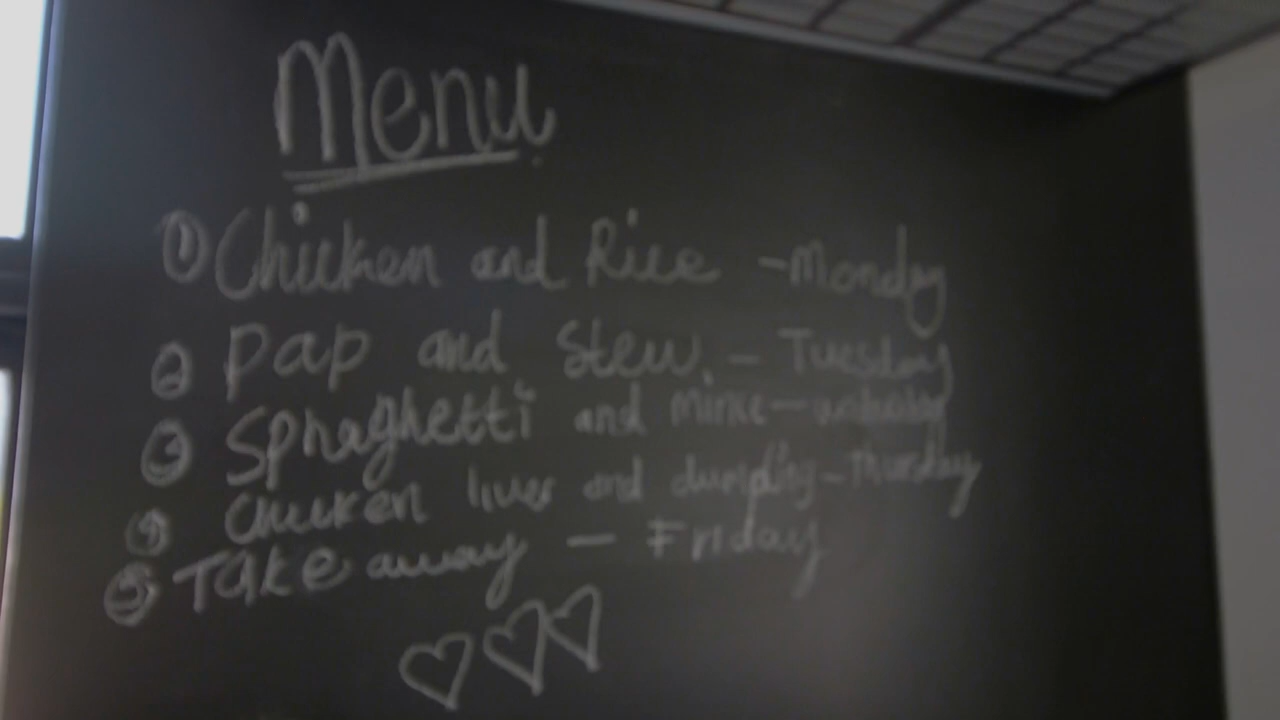 Menu
① Chicken and Rice - Monday
② Pap and Stew. - Tuesday
③ Sphaghetti and Mince -
④ Chicken liver and dumpling - Thursday
⑤ Take away - Friday